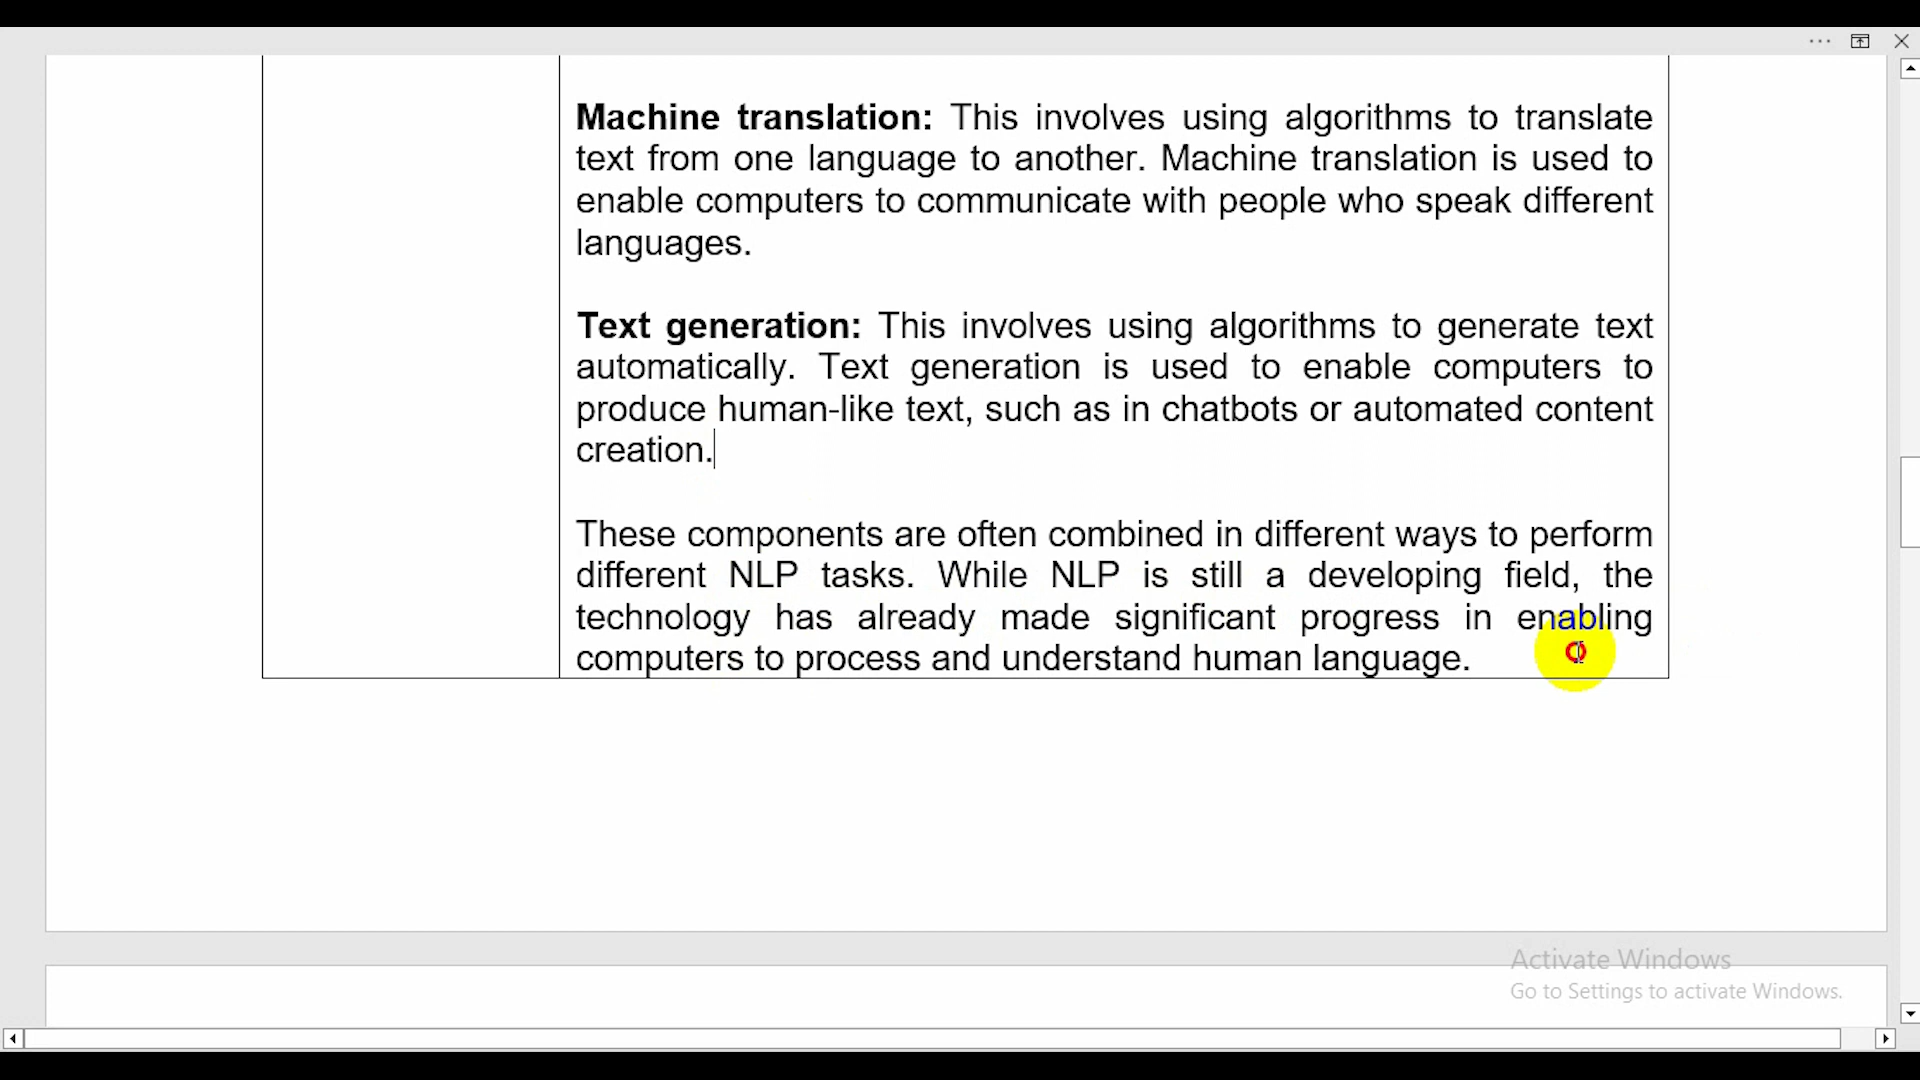 Machine translation: This involves using algorithms to translate
text from one language to another. Machine translation is used to
enable computers to communicate with people who speak different
languages.
Text generation: This involves using algorithms to generate text
automatically. Text generation is used to enable computers to
produce human-like text, such as in chatbots or automated content
creation.
These components are often combined in different ways to perform
different NLP tasks. While NLP is still a developing field, the
technology has already made significant progress in enabling
computers to process and understand human language.
Activate Windows
Go to Settings to activate Windows.